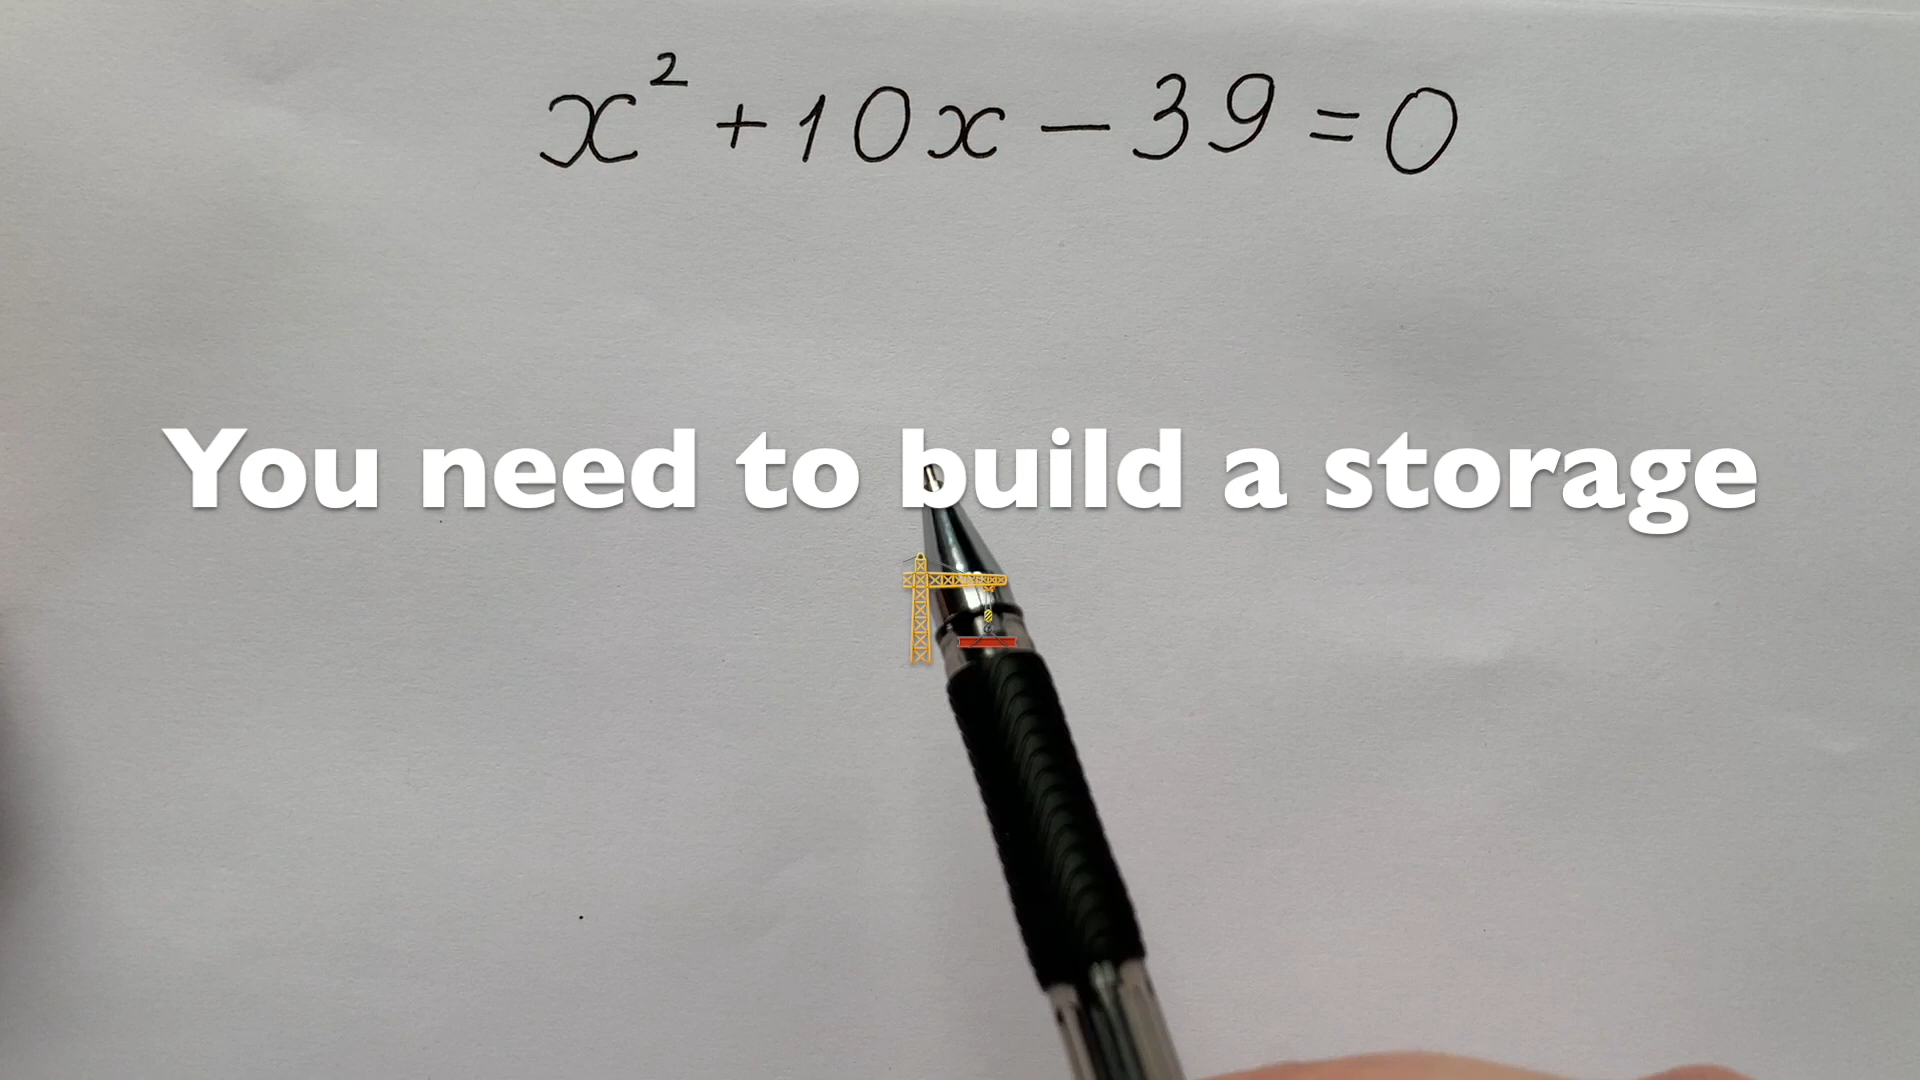 x² + 10x − 39 = 0
You need to build a storage